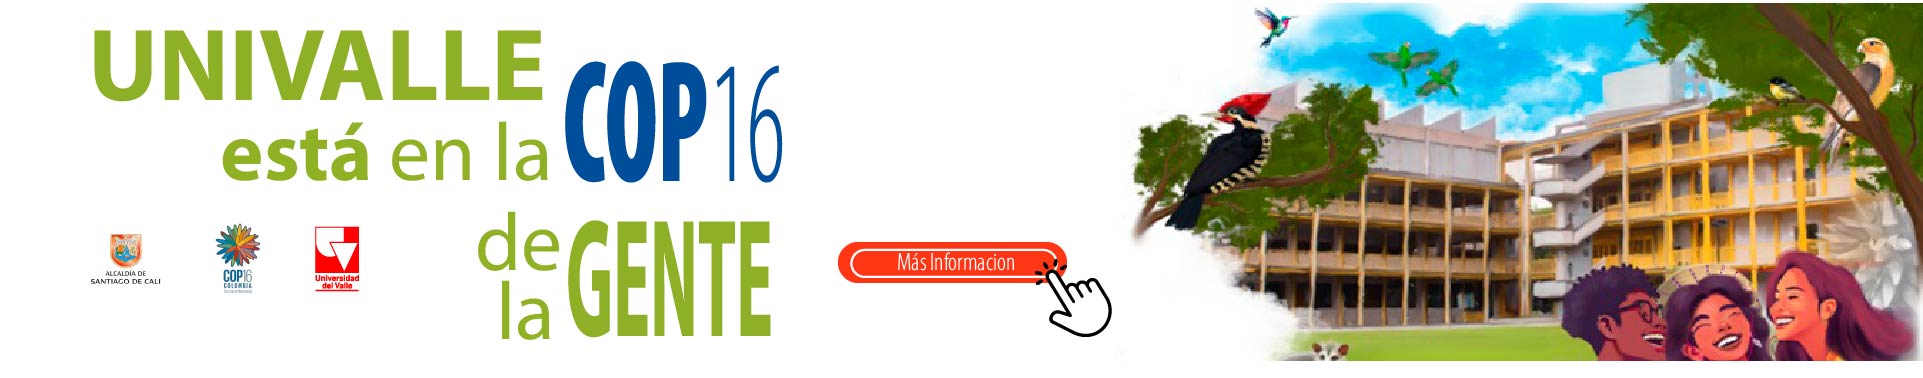 UNIVALLE
está en la COP16
de la GENTE
ALCALDÍA DE
SANTIAGO DE CALI
COP16
COLOMBIA
Universidad
del Valle
Más Informacion